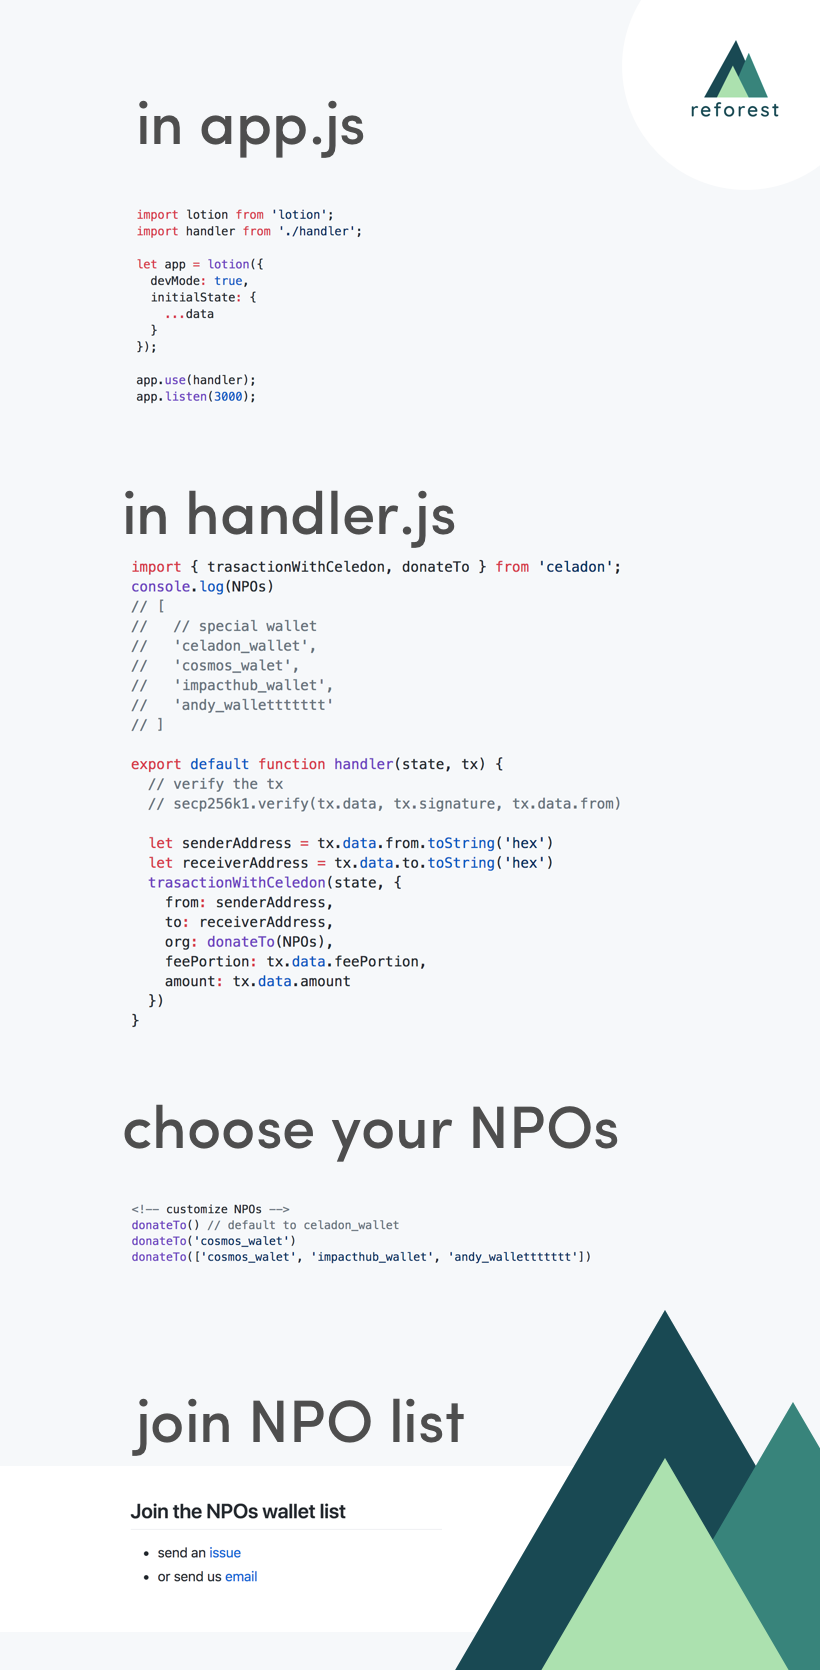 reforest
in app.js
import lotion from 'lotion';
import handler from './handler';
let app = lotion({
  devMode: true,
  initialState: {
    ...data
  }
});
app.use(handler);
app.listen(3000);
in handler.js
import { trasactionWithCeledon, donateTo } from 'celadon';
console.log(NPOs)
// [
//   // special wallet
//   'celadon_wallet',
//   'cosmos_walet',
//   'impacthub_wallet',
//   'andy_walletttttt'
// ]
export default function handler(state, tx) {
  // verify the tx
  // secp256k1.verify(tx.data, tx.signature, tx.data.from)
  let senderAddress = tx.data.from.toString('hex')
  let receiverAddress = tx.data.to.toString('hex')
  trasactionWithCeledon(state, {
    from: senderAddress,
    to: receiverAddress,
    org: donateTo(NPOs),
    feePortion: tx.data.feePortion,
    amount: tx.data.amount
  })
}
choose your NPOs
<!-- customize NPOs -->
donateTo() // default to celadon_wallet
donateTo('cosmos_walet')
donateTo(['cosmos_walet', 'impacthub_wallet', 'andy_walletttttt'])
join NPO list
Join the NPOs wallet list
• send an issue
• or send us email